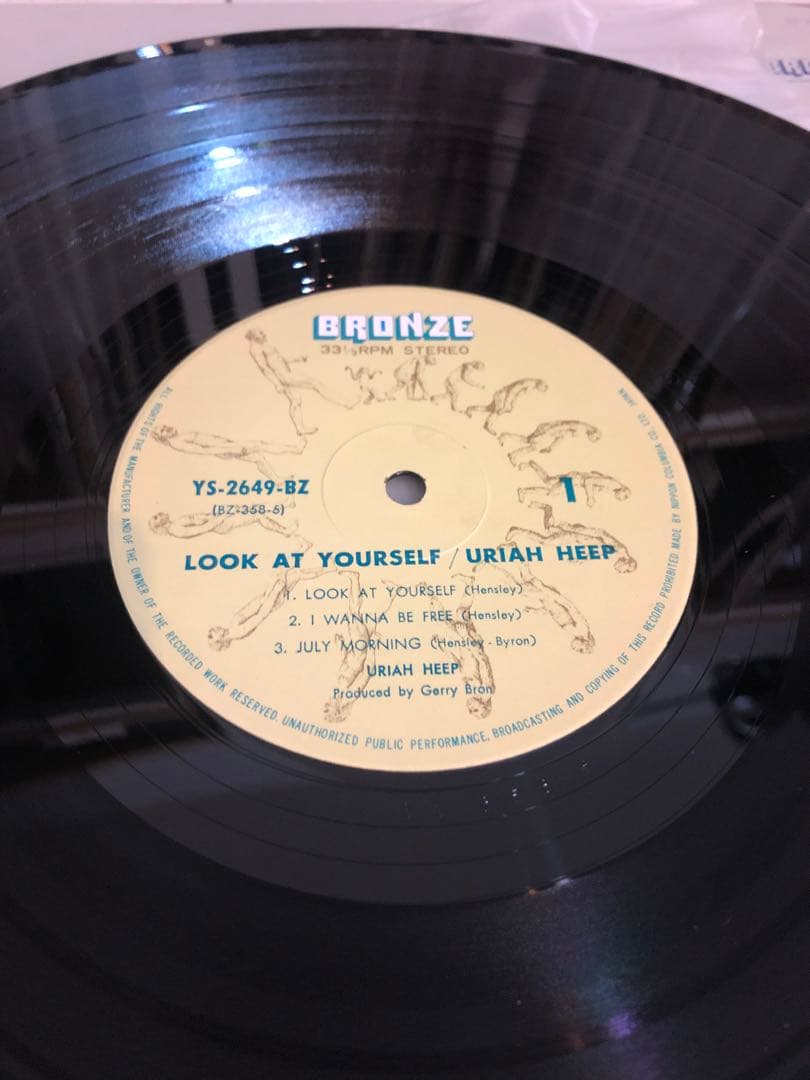 BRONZE
33⅓RPM STEREO
YS-2649-BZ
(BZ-358-5)
1
LOOK AT YOURSELF / URIAH HEEP
1. LOOK AT YOURSELF (Hensley)
2. I WANNA BE FREE (Hensley)
3. JULY MORNING (Hensley - Byron)
URIAH HEEP
Produced by Gerry Bron
ALL RIGHTS OF THE MANUFACTURER AND OF THE OWNER OF THE RECORDED WORK RESERVED. UNAUTHORIZED PUBLIC PERFORMANCE, BROADCASTING AND COPYING OF THIS RECORD PROHIBITED MADE BY NIPPON COLUMBIA CO., LTD. JAPAN